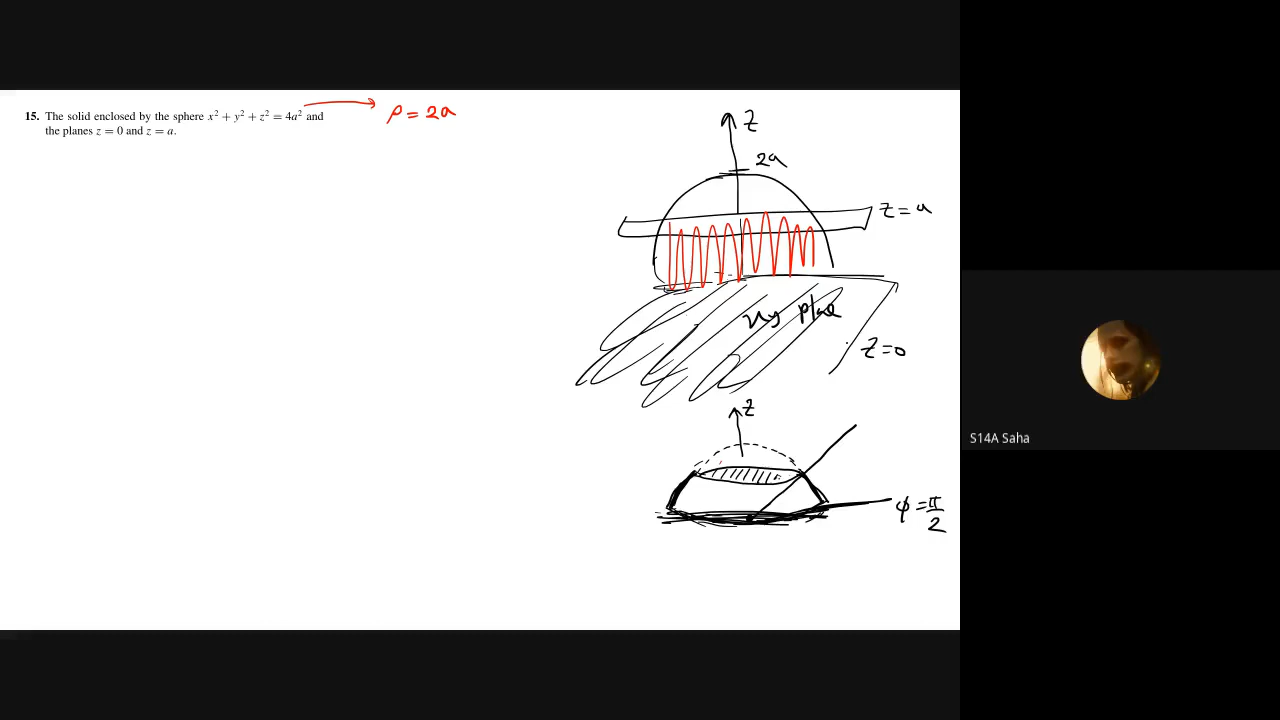 15. The solid enclosed by the sphere x² + y² + z² = 4a² and
the planes z = 0 and z = a.
ρ = 2a
z
2a
z = a
xy plane
z=0
z
φ = π/2
S14A Saha